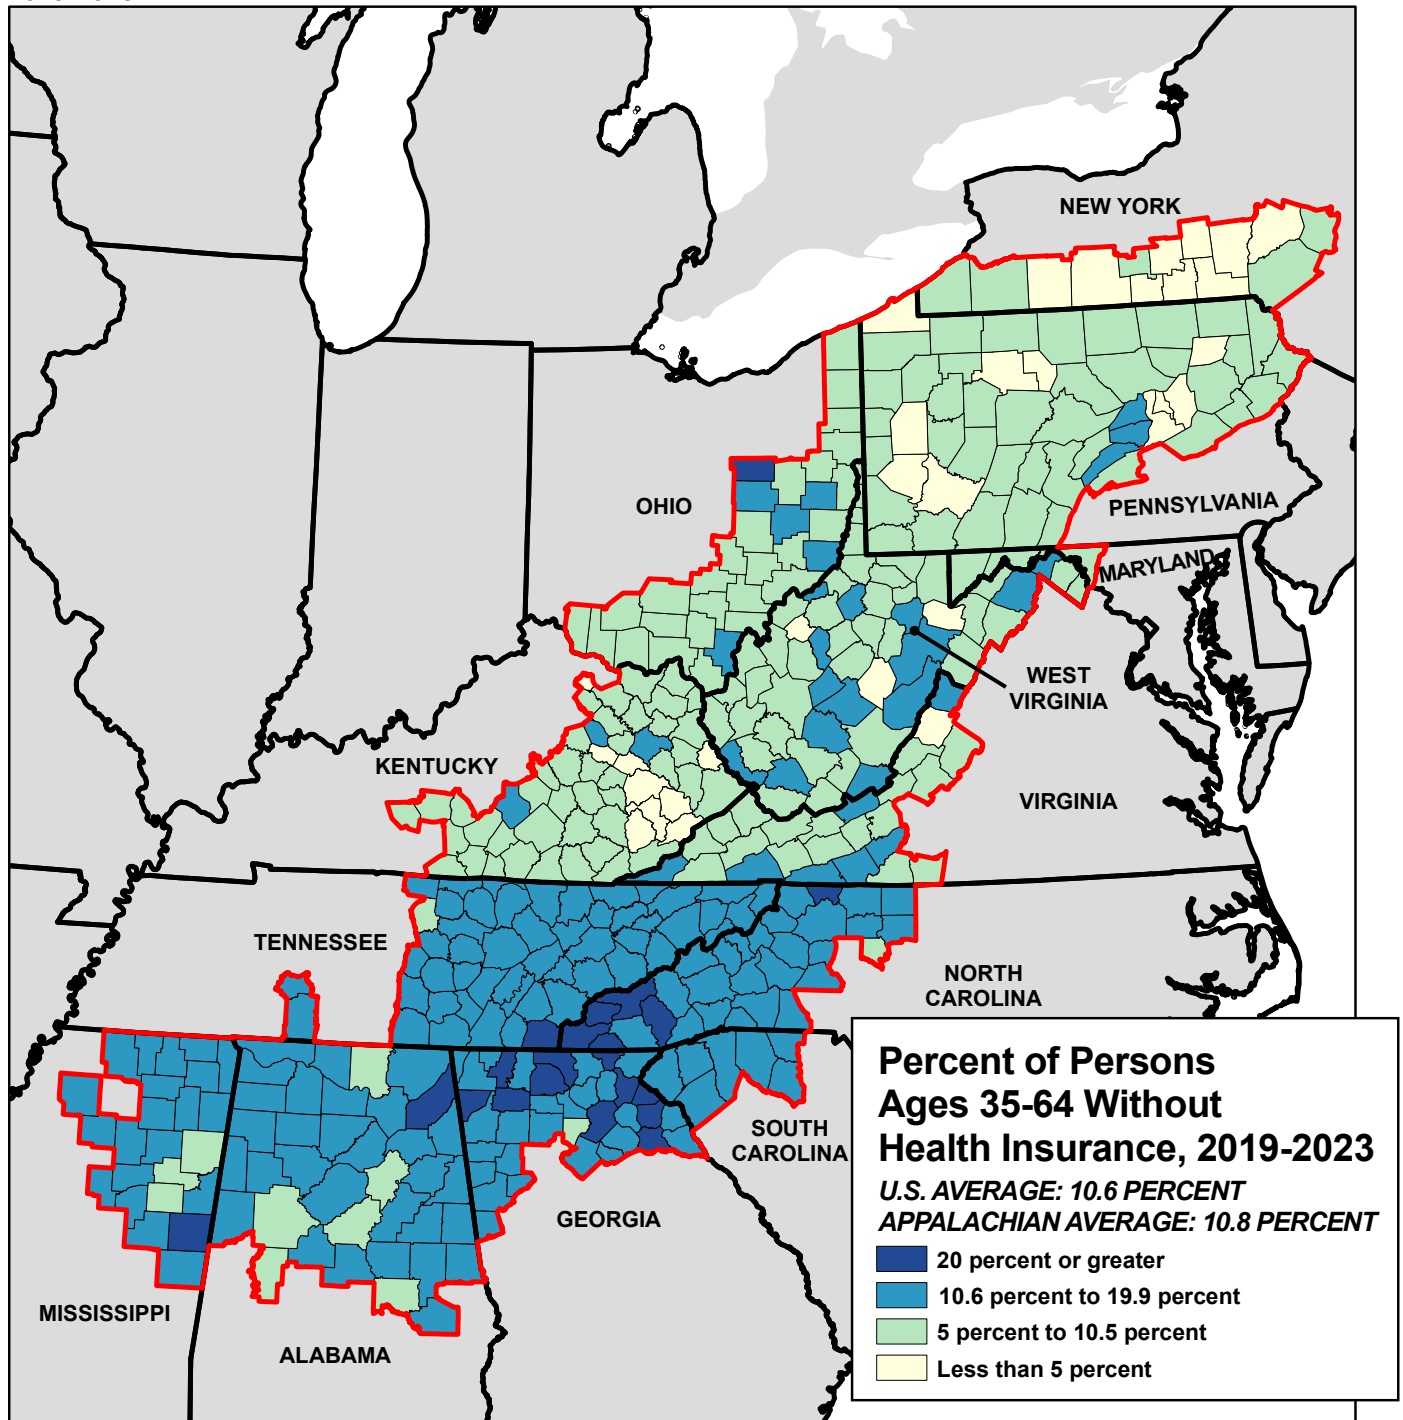 NEW YORK
OHIO
PENNSYLVANIA
MARYLAND
WEST
VIRGINIA
KENTUCKY
VIRGINIA
TENNESSEE
NORTH
CAROLINA
SOUTH
CAROLINA
GEORGIA
MISSISSIPPI
ALABAMA
Percent of Persons
Ages 35-64 Without
Health Insurance, 2019-2023
U.S. AVERAGE: 10.6 PERCENT
APPALACHIAN AVERAGE: 10.8 PERCENT
20 percent or greater
10.6 percent to 19.9 percent
5 percent to 10.5 percent
Less than 5 percent